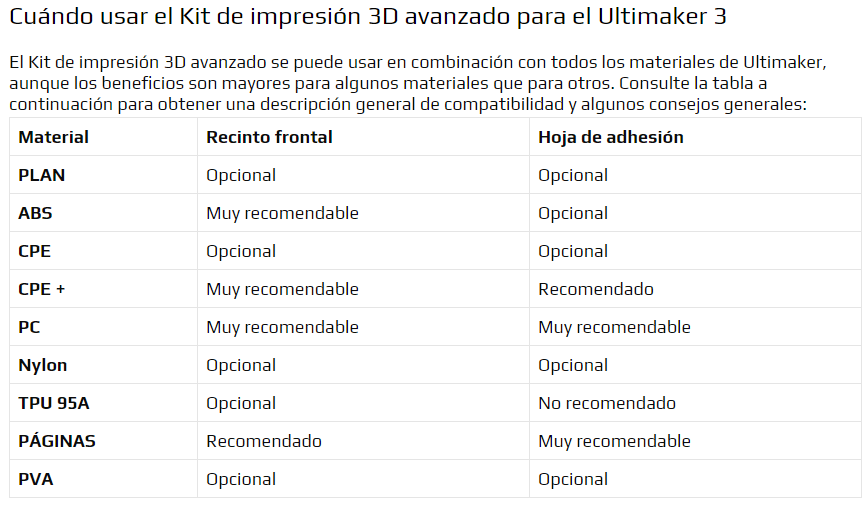 Cuándo usar el Kit de impresión 3D avanzado para el Ultimaker 3
El Kit de impresión 3D avanzado se puede usar en combinación con todos los materiales de Ultimaker,
aunque los beneficios son mayores para algunos materiales que para otros. Consulte la tabla a
continuación para obtener una descripción general de compatibilidad y algunos consejos generales:
Material Recinto frontal Hoja de adhesión
PLAN Opcional Opcional
ABS Muy recomendable Opcional
CPE Opcional Opcional
CPE + Muy recomendable Recomendado
PC Muy recomendable Muy recomendable
Nylon Opcional Opcional
TPU 95A Opcional No recomendado
PÁGINAS Recomendado Muy recomendable
PVA Opcional Opcional